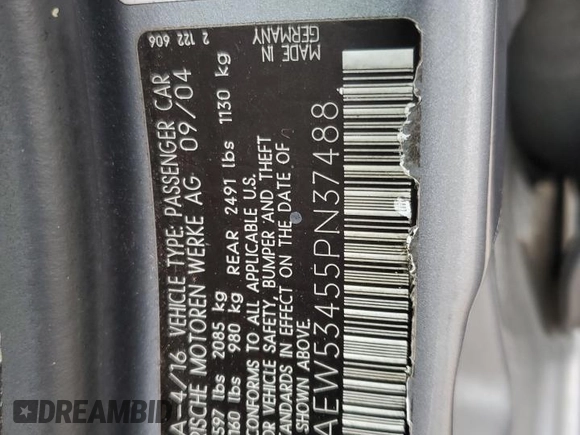 A-4/16 VEHICLE TYPE: PASSENGER CAR
RISCHE MOTOREN WERKE AG 09/04
597 lbs 2085 kg REAR 2491 lbs 1130 kg
160 lbs 980 kg
CONFORMS TO ALL APPLICABLE U.S.
VEHICLE SAFETY, BUMPER AND THEFT
IN EFFECT ON THE DATE OF
SHOWN ABOVE.
AEW53455PN37488
MADE IN
GERMANY
2 122 606
DREAMBID